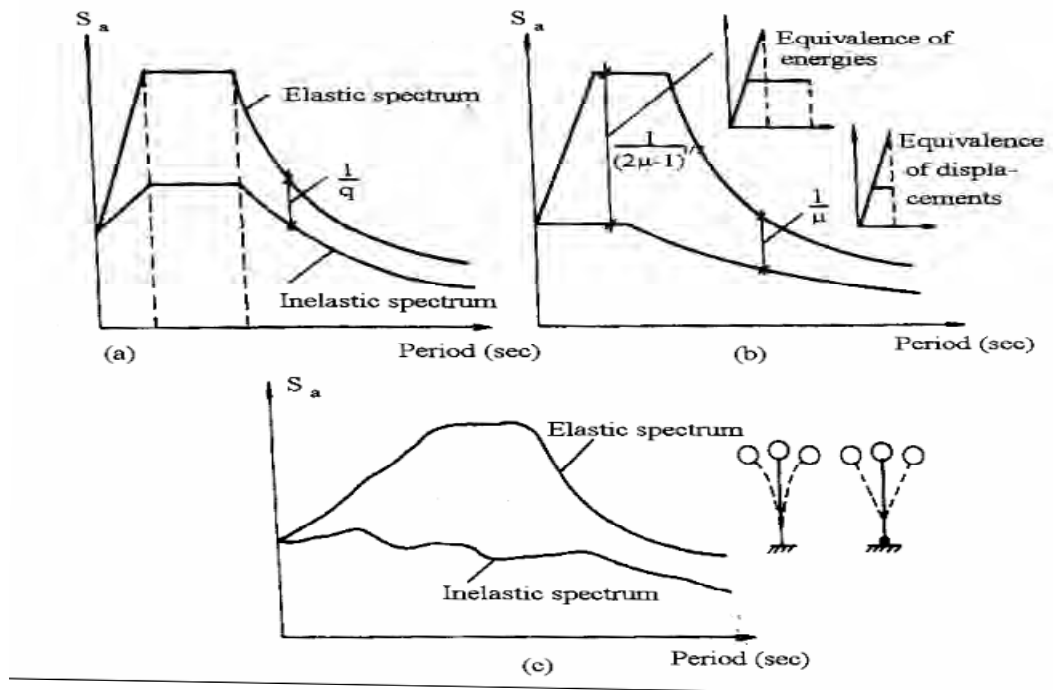 S a
Elastic spectrum
1
q
Inelastic spectrum
(a)
Period (sec)
S a
Equivalence of
energies
1
(2μ-1)
Equivalence
of displa-
cements
1
μ
(b)
Period (sec)
S a
Elastic spectrum
Inelastic spectrum
(c)
Period (sec)